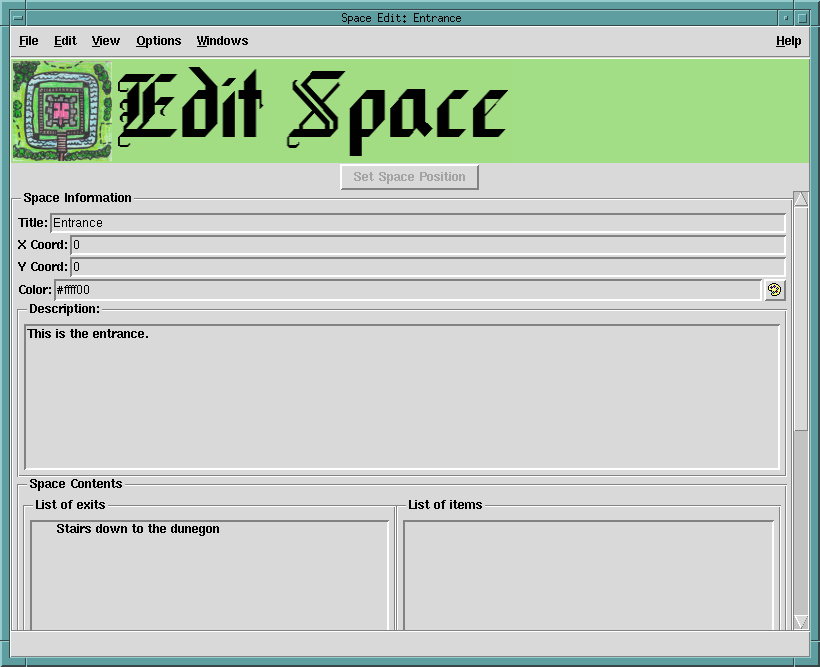 Space Edit: Entrance
File Edit View Options Windows Help
Edit Space
Set Space Position
Space Information
Title: Entrance
X Coord: 0
Y Coord: 0
Color: #ffff00
Description:
This is the entrance.
Space Contents
List of exits List of items
Stairs down to the dunegon